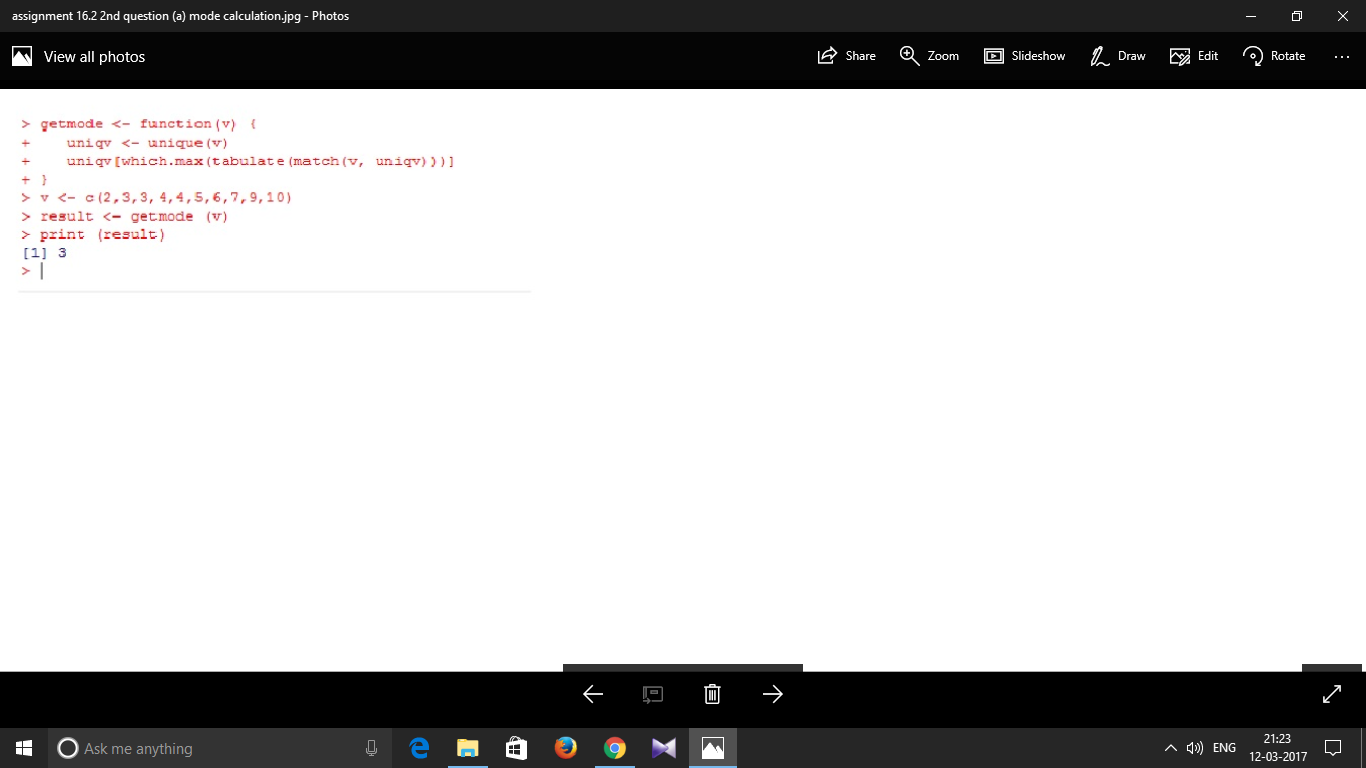 assignment 16.2 2nd question (a) mode calculation.jpg - Photos
View all photos
Share Zoom Slideshow Draw Edit Rotate ...
> getmode <- function(v) {
+    uniqv <- unique(v)
+    uniqv[which.max(tabulate(match(v, uniqv)))]
+ }
> v <- c(2,3,3,4,4,5,6,7,9,10)
> result <- getmode (v)
> print (result)
[1] 3
>
Ask me anything
ENG
21:23
12-03-2017